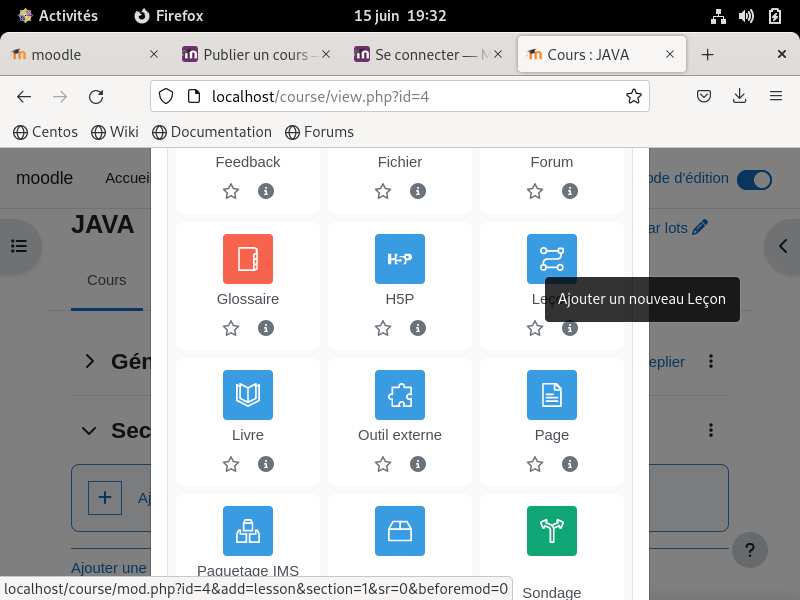 Activités
Firefox
15 juin 19:32
moodle
Publier un cours
Se connecter — M
Cours : JAVA
localhost/course/view.php?id=4
Centos
Wiki
Documentation
Forums
moodle
Accueil
ode d'édition
JAVA
ar lots
Cours
Feedback
Fichier
Forum
Glossaire
H5P
Leç
Ajouter un nouveau Leçon
Gén
eplier
Livre
Outil externe
Page
Sec
Aj
Paquetage IMS
Sondage
Ajouter une
?
localhost/course/mod.php?id=4&add=lesson&section=1&sr=0&beforemod=0